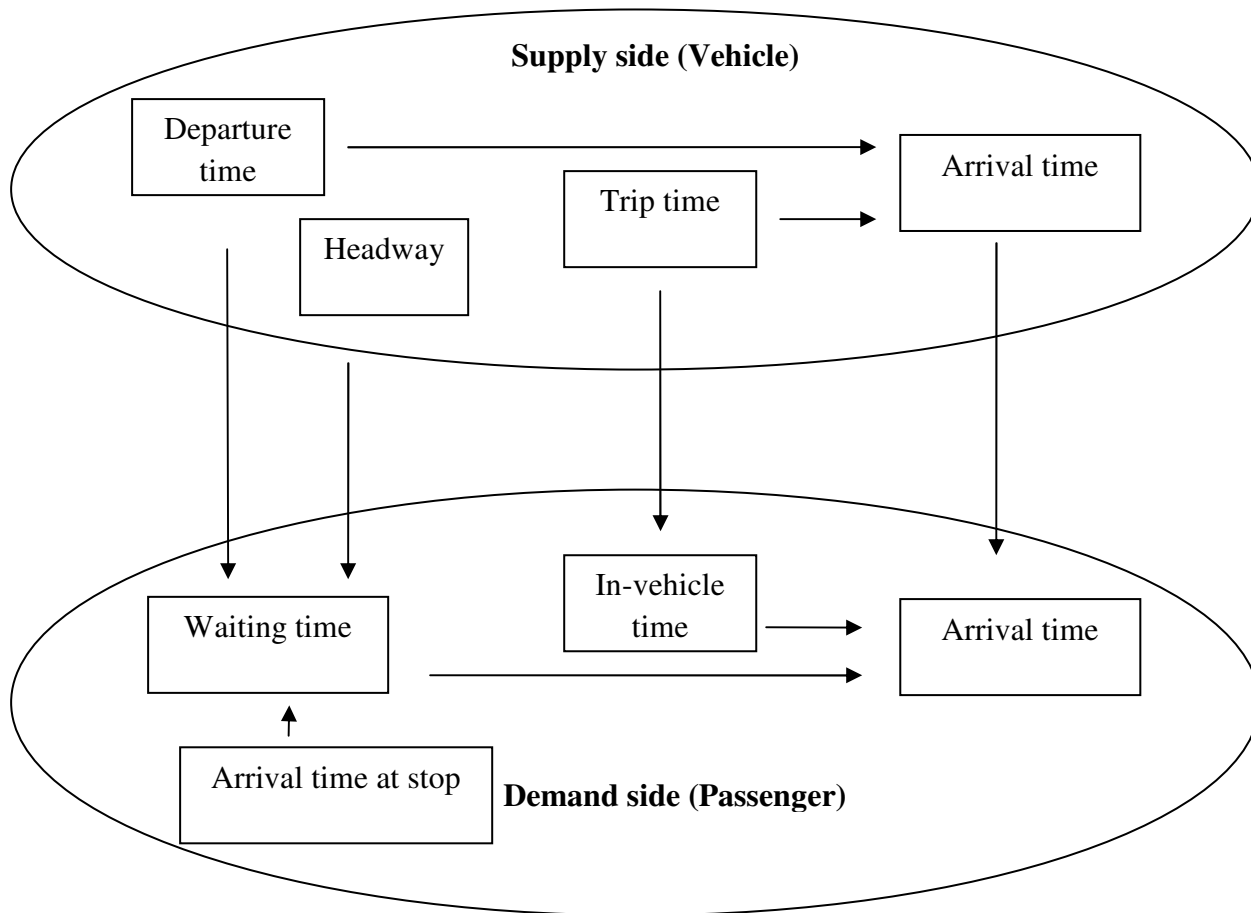 Supply side (Vehicle)
Departure
time
Arrival time
Trip time
Headway
In-vehicle
time
Waiting time
Arrival time
Arrival time at stop
Demand side (Passenger)